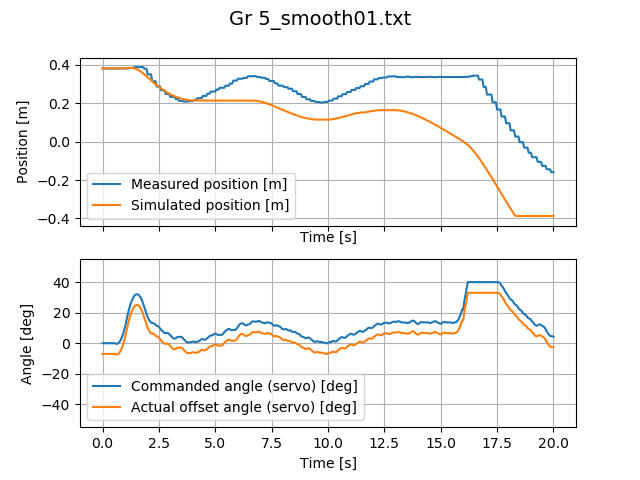 Gr 5_smooth01.txt
Position [m]
0.4
0.2
0.0
−0.2
−0.4
Measured position [m]
Simulated position [m]
Time [s]
Angle [deg]
40
20
0
−20
−40
Commanded angle (servo) [deg]
Actual offset angle (servo) [deg]
0.0 2.5 5.0 7.5 10.0 12.5 15.0 17.5 20.0
Time [s]